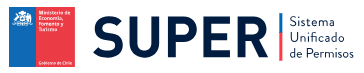 Ministerio de
Economía,
Fomento y
Turismo
Gobierno de Chile
SUPER
Sistema
Unificado
de Permisos